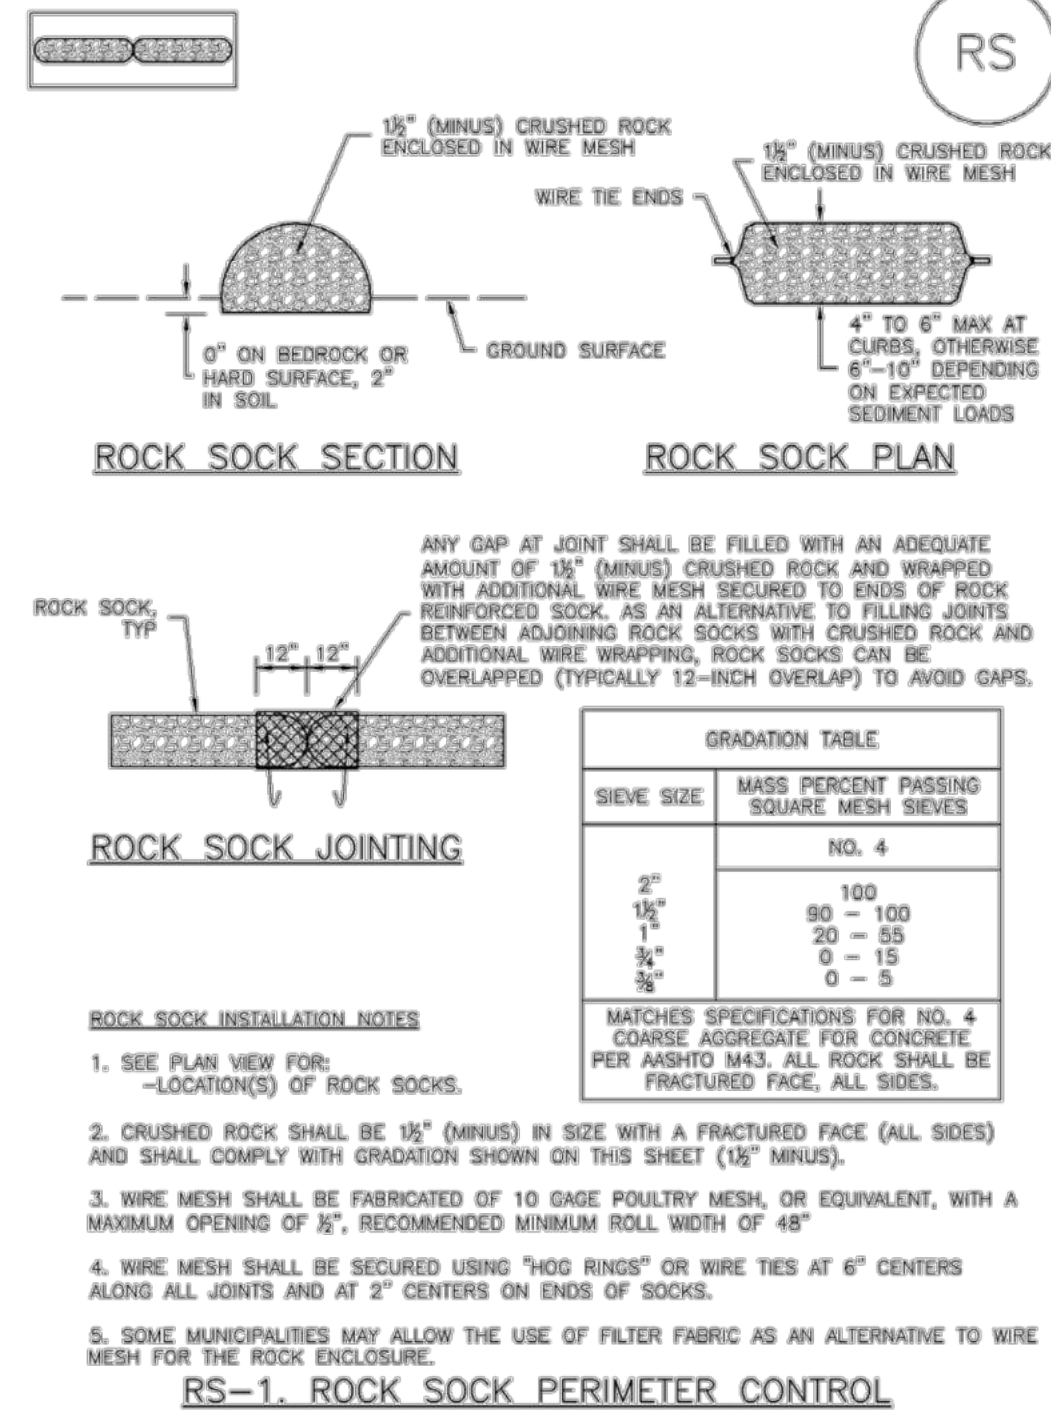 RS
1½" (MINUS) CRUSHED ROCK
ENCLOSED IN WIRE MESH
1½" (MINUS) CRUSHED ROCK
ENCLOSED IN WIRE MESH
WIRE TIE ENDS
GROUND SURFACE
0" ON BEDROCK OR
HARD SURFACE, 2"
IN SOIL
4" TO 6" MAX AT
CURBS, OTHERWISE
6"-10" DEPENDING
ON EXPECTED
SEDIMENT LOADS
ROCK SOCK SECTION
ROCK SOCK PLAN
ANY GAP AT JOINT SHALL BE FILLED WITH AN ADEQUATE
AMOUNT OF 1½" (MINUS) CRUSHED ROCK AND WRAPPED
WITH ADDITIONAL WIRE MESH SECURED TO ENDS OF ROCK
REINFORCED SOCK. AS AN ALTERNATIVE TO FILLING JOINTS
BETWEEN ADJOINING ROCK SOCKS WITH CRUSHED ROCK AND
ADDITIONAL WIRE WRAPPING, ROCK SOCKS CAN BE
OVERLAPPED (TYPICALLY 12-INCH OVERLAP) TO AVOID GAPS.
ROCK SOCK,
TYP
12" 12"
ROCK SOCK JOINTING
GRADATION TABLE
SIEVE SIZE
MASS PERCENT PASSING
SQUARE MESH SIEVES
NO. 4
2" 100
1½" 90 - 100
1" 20 - 55
¾" 0 - 15
⅜" 0 - 5
MATCHES SPECIFICATIONS FOR NO. 4
COARSE AGGREGATE FOR CONCRETE
PER AASHTO M43. ALL ROCK SHALL BE
FRACTURED FACE, ALL SIDES.
ROCK SOCK INSTALLATION NOTES
1. SEE PLAN VIEW FOR:
-LOCATION(S) OF ROCK SOCKS.
2. CRUSHED ROCK SHALL BE 1½" (MINUS) IN SIZE WITH A FRACTURED FACE (ALL SIDES)
AND SHALL COMPLY WITH GRADATION SHOWN ON THIS SHEET (1½" MINUS).
3. WIRE MESH SHALL BE FABRICATED OF 10 GAGE POULTRY MESH, OR EQUIVALENT, WITH A
MAXIMUM OPENING OF ½", RECOMMENDED MINIMUM ROLL WIDTH OF 48"
4. WIRE MESH SHALL BE SECURED USING "HOG RINGS" OR WIRE TIES AT 6" CENTERS
ALONG ALL JOINTS AND AT 2" CENTERS ON ENDS OF SOCKS.
5. SOME MUNICIPALITIES MAY ALLOW THE USE OF FILTER FABRIC AS AN ALTERNATIVE TO WIRE
MESH FOR THE ROCK ENCLOSURE.
RS-1. ROCK SOCK PERIMETER CONTROL